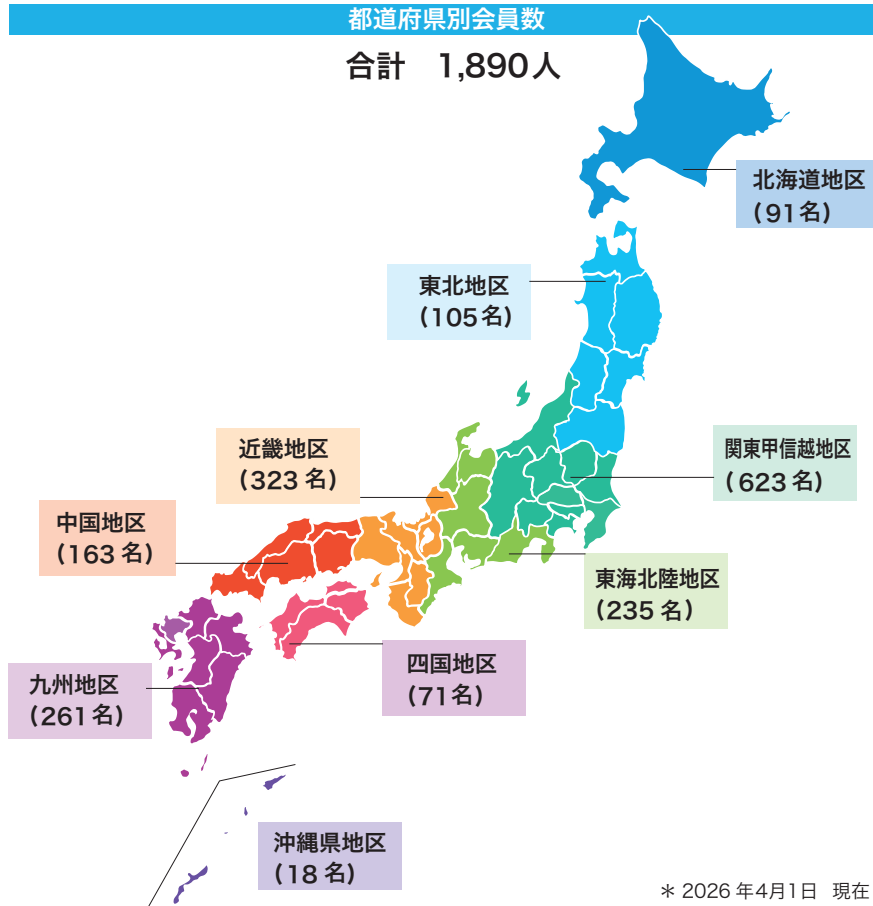 都道府県別会員数
合計 1,890人
北海道地区
(91名)
東北地区
(105名)
近畿地区
(323名)
関東甲信越地区
(623名)
中国地区
(163名)
東海北陸地区
(235名)
四国地区
(71名)
九州地区
(261名)
沖縄県地区
(18名)
＊ 2026年4月1日 現在